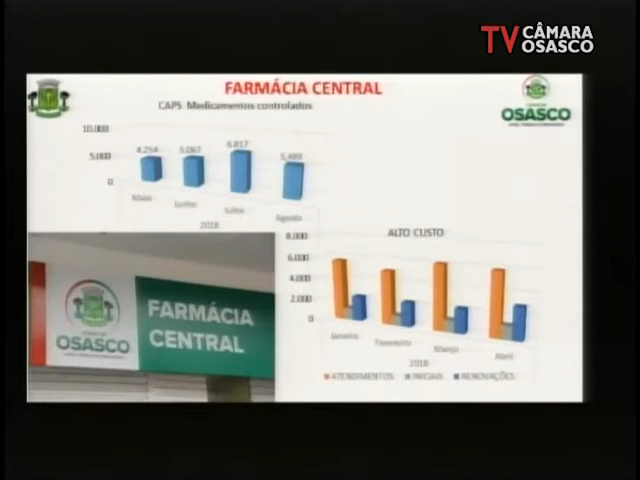 TV CÂMARA
OSASCO
FARMÁCIA CENTRAL
CAPS Medicamentos controlados
10.000
5.000
0
4.254
5.067
6.817
5.489
Maio
Junho
Julho
Agosto
2018
OSASCO
ALTO CUSTO
8.000
6.000
4.000
2.000
0
Janeiro
Fevereiro
Março
Abril
2018
ATENDIMENTOS
INICIAIS
RENOVAÇÕES
OSASCO
FARMÁCIA
CENTRAL